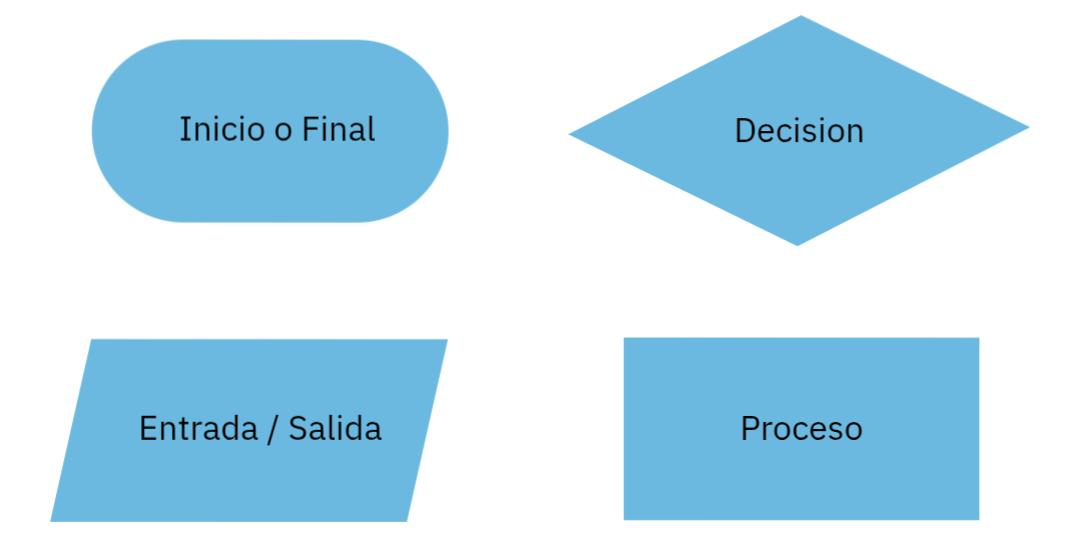 Inicio o Final
Decision
Entrada / Salida
Proceso